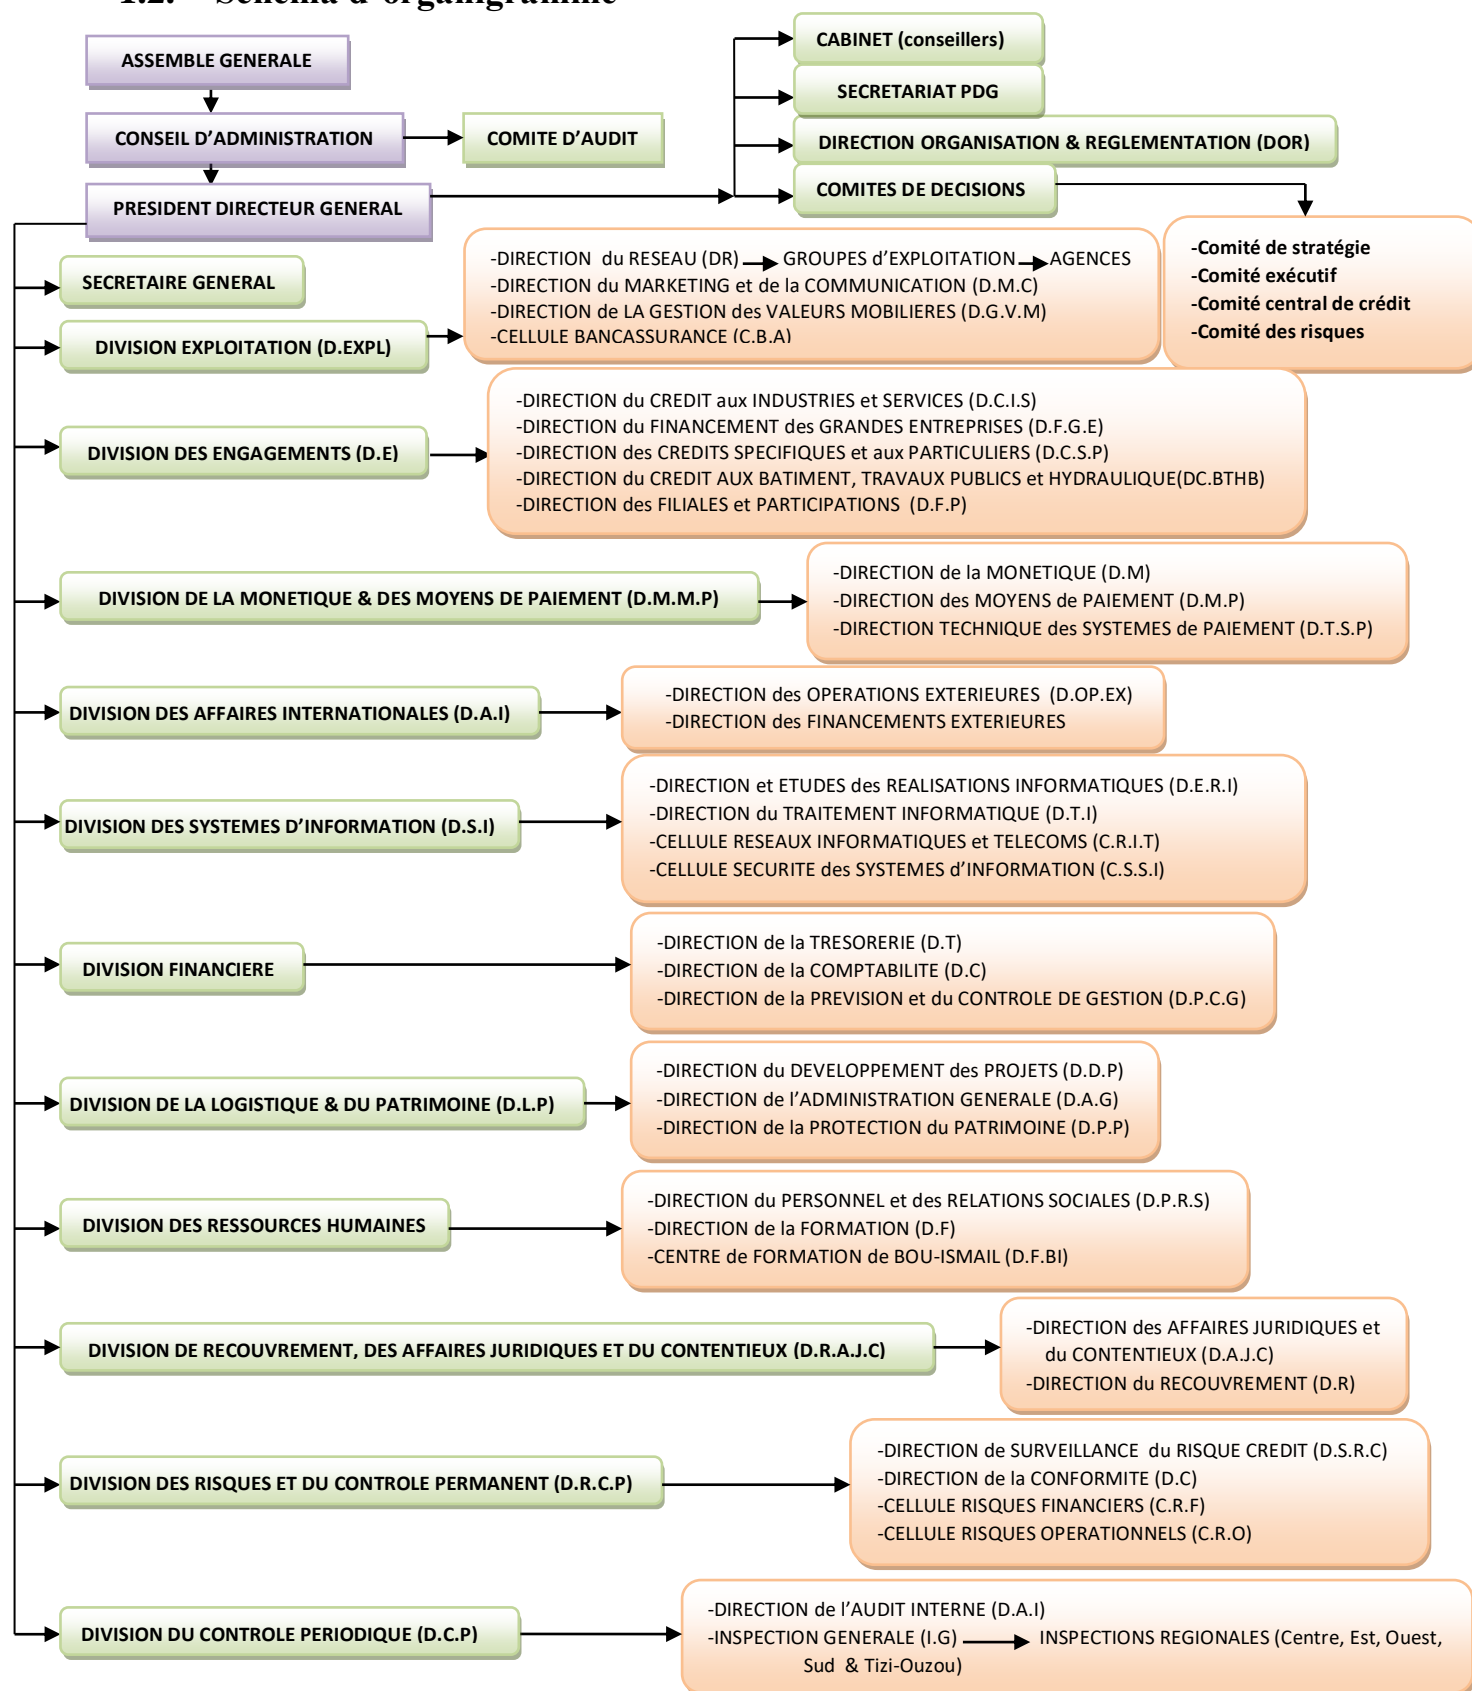 1.2. Schéma d'organigramme
ASSEMBLE GENERALE
CONSEIL D'ADMINISTRATION
COMITE D'AUDIT
PRESIDENT DIRECTEUR GENERAL
CABINET (conseillers)
SECRETARIAT PDG
DIRECTION ORGANISATION & REGLEMENTATION (DOR)
COMITES DE DECISIONS
-Comité de stratégie
-Comité exécutif
-Comité central de crédit
-Comité des risques
SECRETAIRE GENERAL
DIVISION EXPLOITATION (D.EXPL)
-DIRECTION du RESEAU (DR) GROUPES d'EXPLOITATION AGENCES
-DIRECTION du MARKETING et de la COMMUNICATION (D.M.C)
-DIRECTION de LA GESTION des VALEURS MOBILIERES (D.G.V.M)
-CELLULE BANCASSURANCE (C.B.A)
DIVISION DES ENGAGEMENTS (D.E)
-DIRECTION du CREDIT aux INDUSTRIES et SERVICES (D.C.I.S)
-DIRECTION du FINANCEMENT des GRANDES ENTREPRISES (D.F.G.E)
-DIRECTION des CREDITS SPECIFIQUES et aux PARTICULIERS (D.C.S.P)
-DIRECTION du CREDIT AUX BATIMENT, TRAVAUX PUBLICS et HYDRAULIQUE(DC.BTHB)
-DIRECTION des FILIALES et PARTICIPATIONS (D.F.P)
DIVISION DE LA MONETIQUE & DES MOYENS DE PAIEMENT (D.M.M.P)
-DIRECTION de la MONETIQUE (D.M)
-DIRECTION des MOYENS de PAIEMENT (D.M.P)
-DIRECTION TECHNIQUE des SYSTEMES de PAIEMENT (D.T.S.P)
DIVISION DES AFFAIRES INTERNATIONALES (D.A.I)
-DIRECTION des OPERATIONS EXTERIEURES (D.OP.EX)
-DIRECTION des FINANCEMENTS EXTERIEURES
DIVISION DES SYSTEMES D'INFORMATION (D.S.I)
-DIRECTION et ETUDES des REALISATIONS INFORMATIQUES (D.E.R.I)
-DIRECTION du TRAITEMENT INFORMATIQUE (D.T.I)
-CELLULE RESEAUX INFORMATIQUES et TELECOMS (C.R.I.T)
-CELLULE SECURITE des SYSTEMES d'INFORMATION (C.S.S.I)
DIVISION FINANCIERE
-DIRECTION de la TRESORERIE (D.T)
-DIRECTION de la COMPTABILITE (D.C)
-DIRECTION de la PREVISION et du CONTROLE DE GESTION (D.P.C.G)
DIVISION DE LA LOGISTIQUE & DU PATRIMOINE (D.L.P)
-DIRECTION du DEVELOPPEMENT des PROJETS (D.D.P)
-DIRECTION de l'ADMINISTRATION GENERALE (D.A.G)
-DIRECTION de la PROTECTION du PATRIMOINE (D.P.P)
DIVISION DES RESSOURCES HUMAINES
-DIRECTION du PERSONNEL et des RELATIONS SOCIALES (D.P.R.S)
-DIRECTION de la FORMATION (D.F)
-CENTRE de FORMATION de BOU-ISMAIL (D.F.BI)
DIVISION DE RECOUVREMENT, DES AFFAIRES JURIDIQUES ET DU CONTENTIEUX (D.R.A.J.C)
-DIRECTION des AFFAIRES JURIDIQUES et
du CONTENTIEUX (D.A.J.C)
-DIRECTION du RECOUVREMENT (D.R)
DIVISION DES RISQUES ET DU CONTROLE PERMANENT (D.R.C.P)
-DIRECTION de SURVEILLANCE du RISQUE CREDIT (D.S.R.C)
-DIRECTION de la CONFORMITE (D.C)
-CELLULE RISQUES FINANCIERS (C.R.F)
-CELLULE RISQUES OPERATIONNELS (C.R.O)
DIVISION DU CONTROLE PERIODIQUE (D.C.P)
-DIRECTION de l'AUDIT INTERNE (D.A.I)
-INSPECTION GENERALE (I.G) INSPECTIONS REGIONALES (Centre, Est, Ouest,
Sud & Tizi-Ouzou)